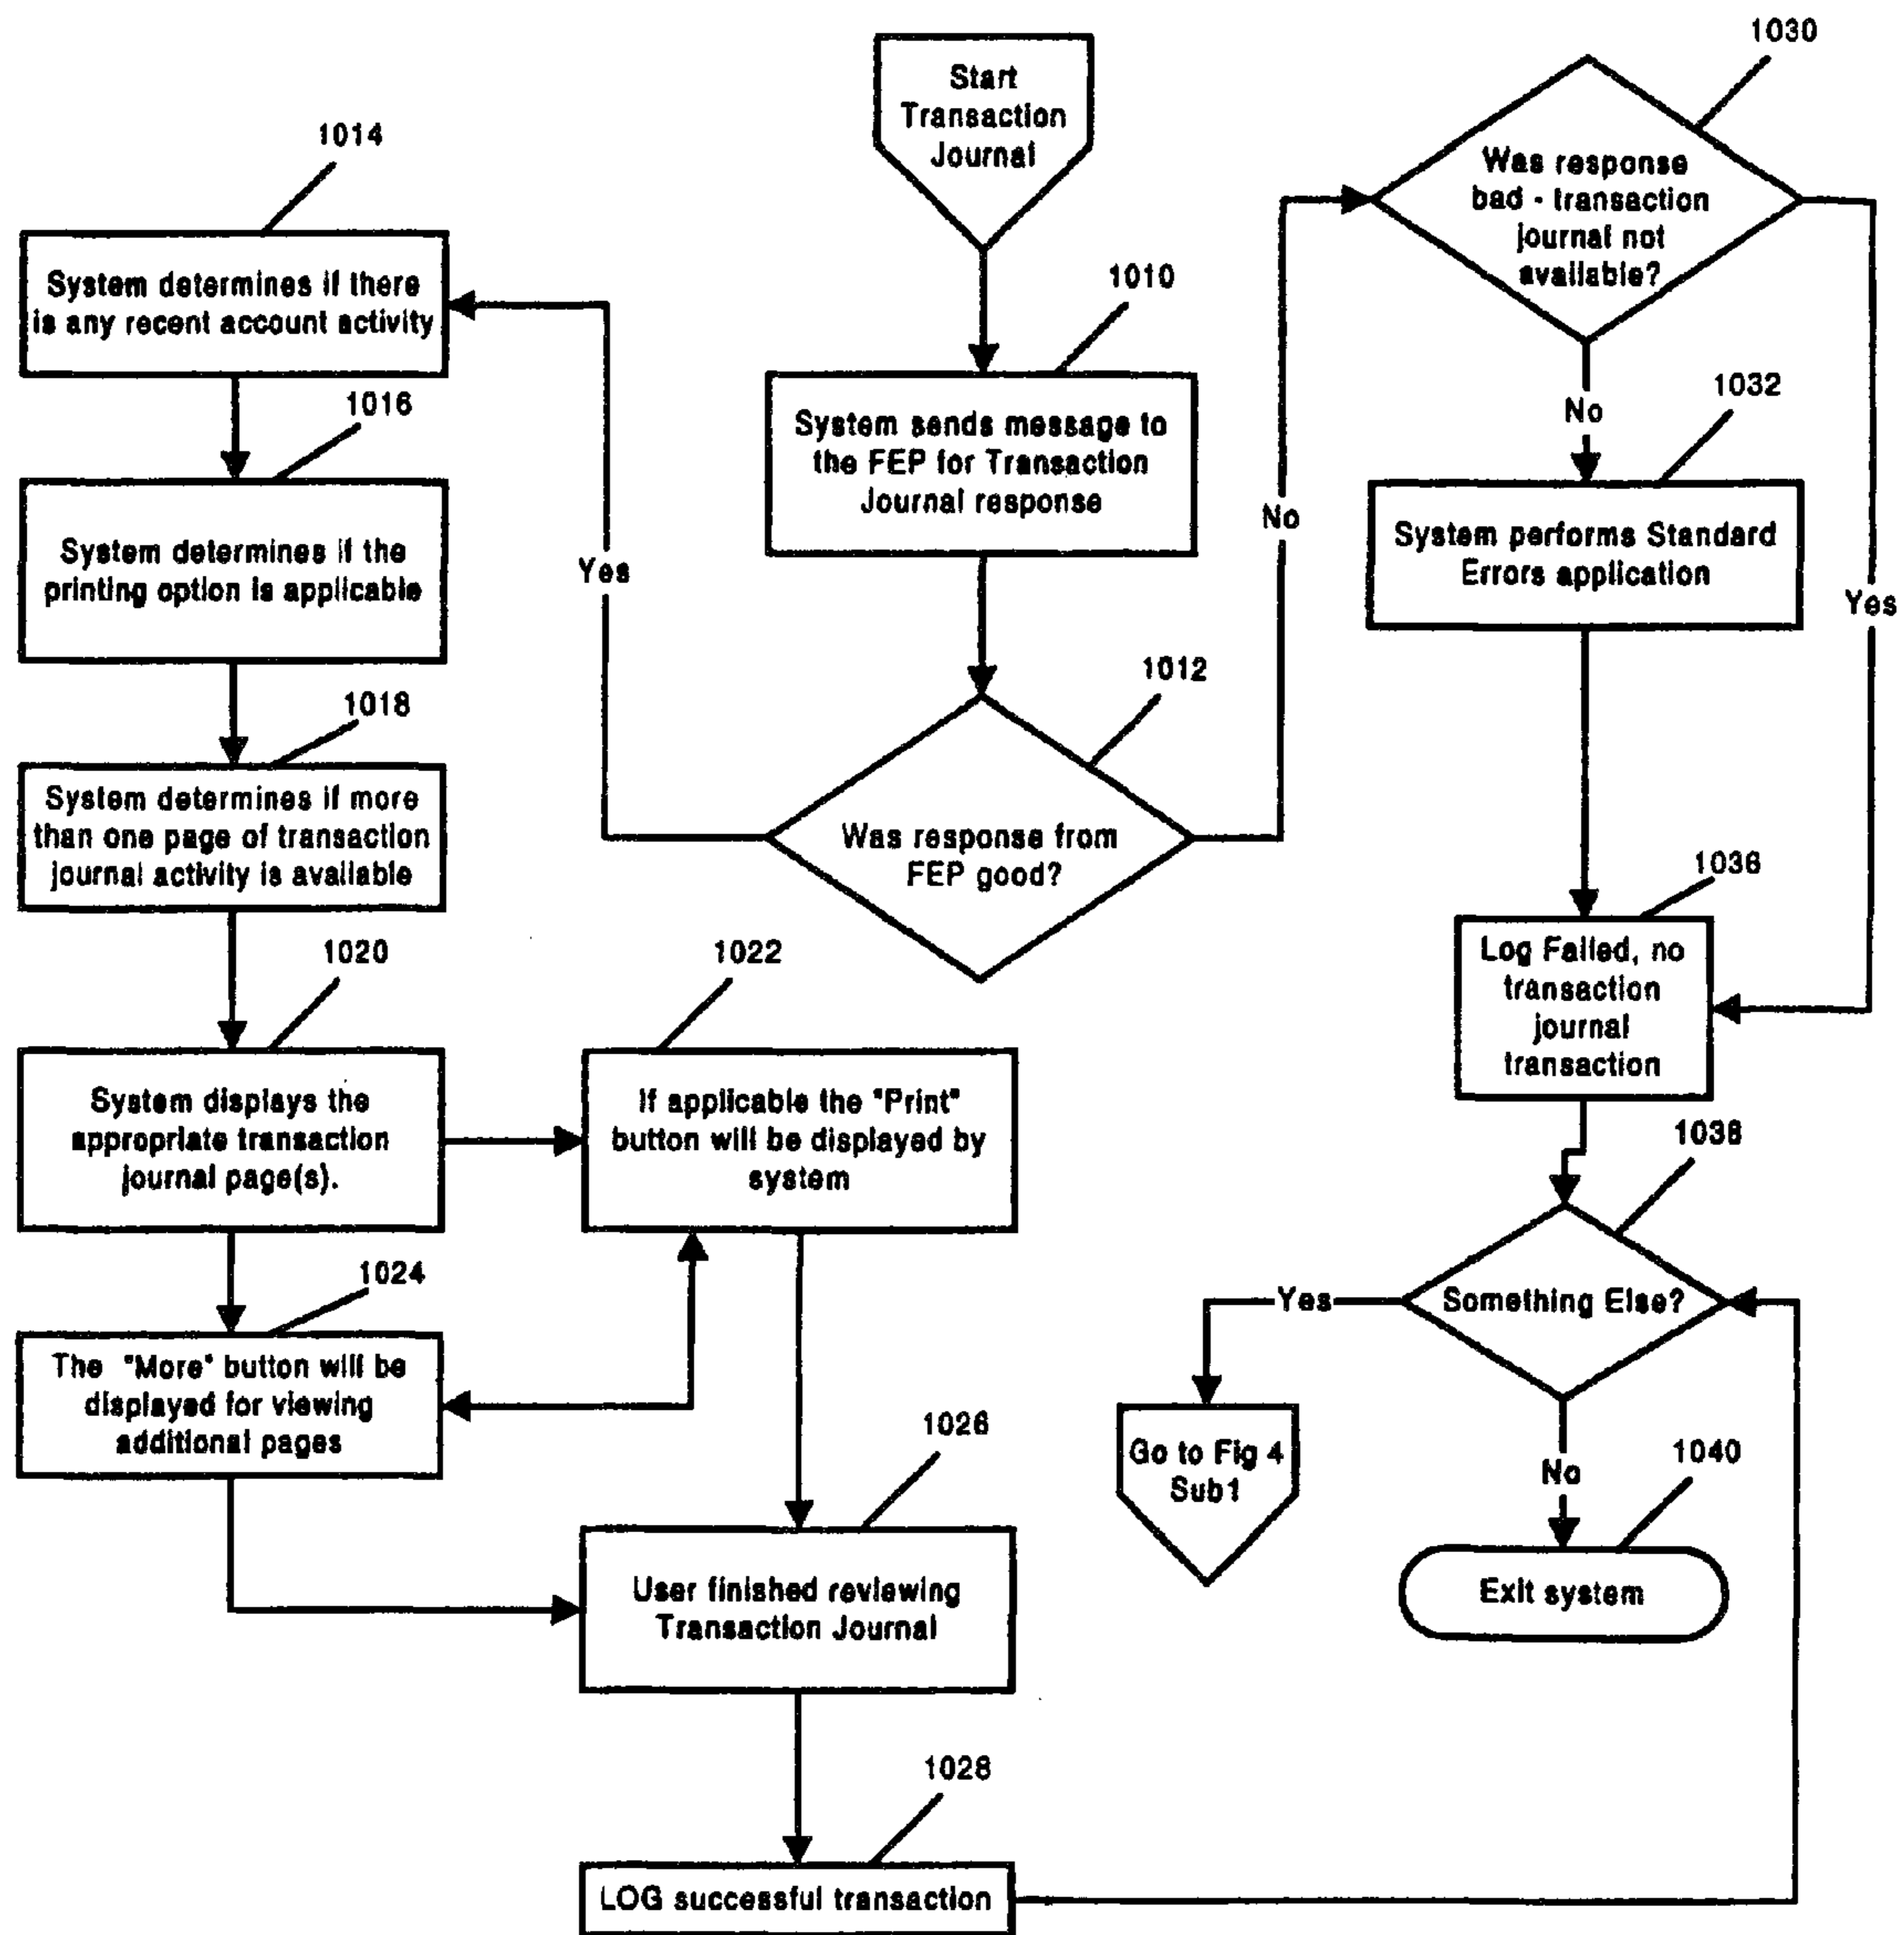 Start
Transaction
Journal
1010
System sends message to
the FEP for Transaction
Journal response
1012
Was response from
FEP good?
Yes
No
1014
System determines if there
is any recent account activity
1016
System determines if the
printing option is applicable
1018
System determines if more
than one page of transaction
journal activity is available
1020
System displays the
appropriate transaction
journal page(s).
1022
If applicable the "Print"
button will be displayed by
system
1024
The "More" button will be
displayed for viewing
additional pages
1026
User finished reviewing
Transaction Journal
1028
LOG successful transaction
1030
Was response
bad - transaction
journal not
available?
No
Yes
1032
System performs Standard
Errors application
1036
Log Failed, no
transaction
journal
transaction
1038
Something Else?
Yes
Go to Fig 4
Sub1
No
1040
Exit system